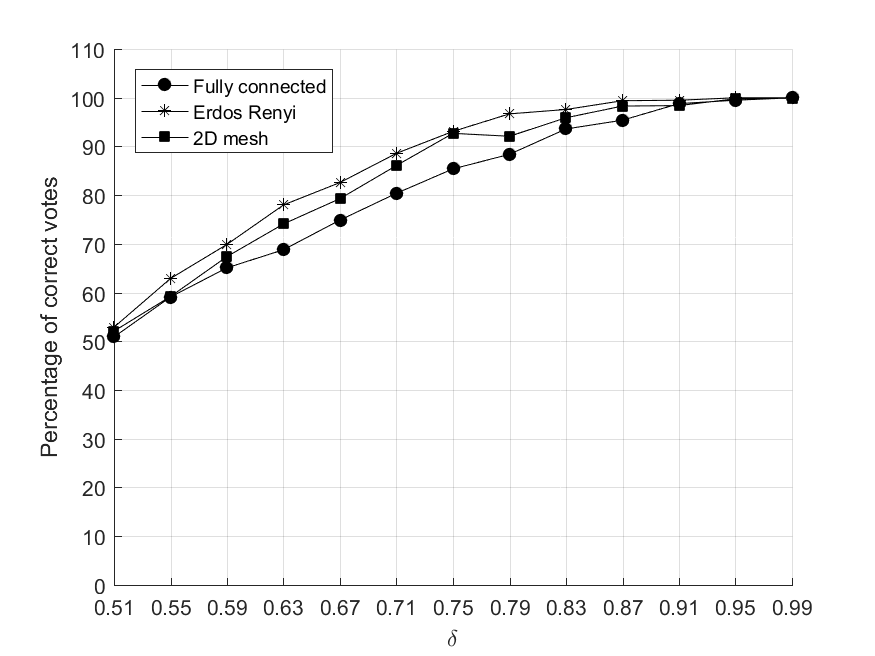 110
100
90
80
70
60
50
40
30
20
10
0
Percentage of correct votes
Fully connected
Erdos Renyi
2D mesh
0.51 0.55 0.59 0.63 0.67 0.71 0.75 0.79 0.83 0.87 0.91 0.95 0.99
δ